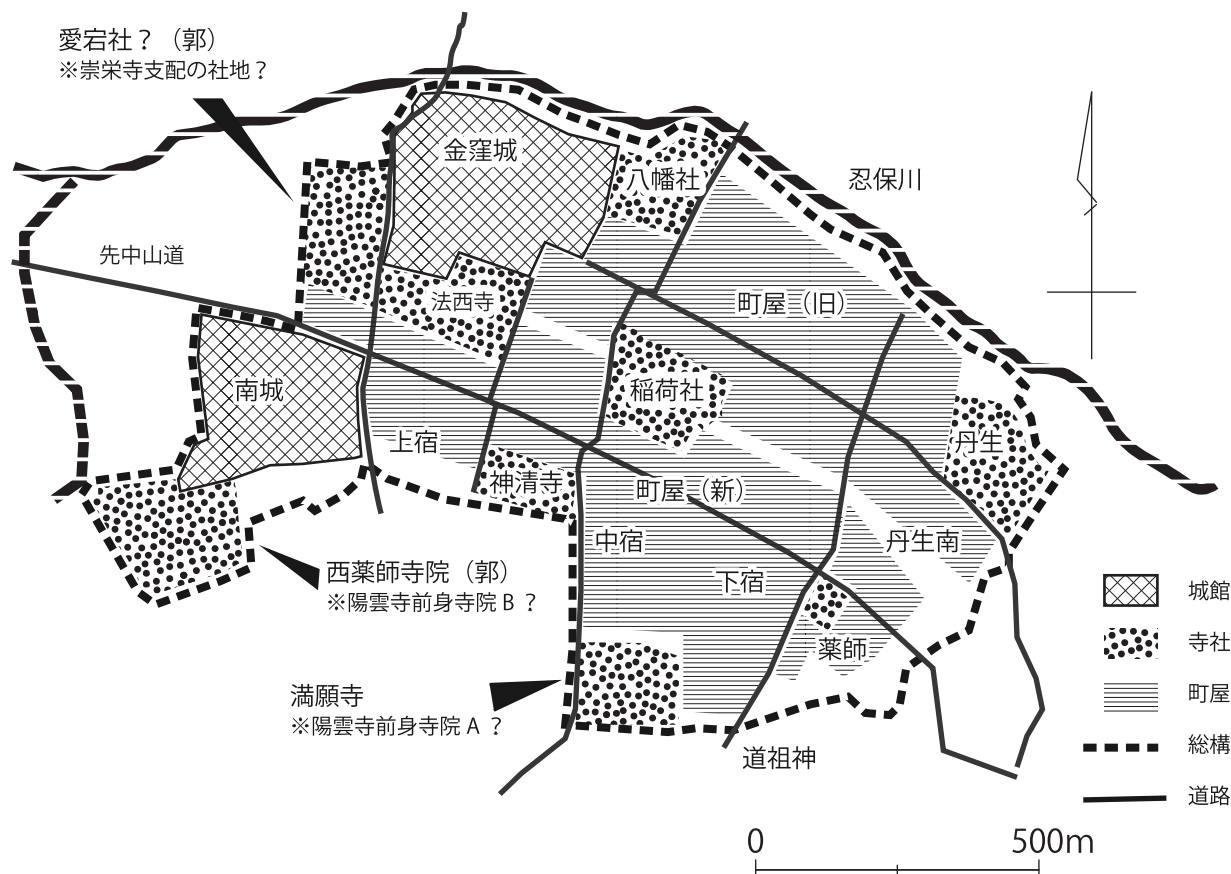 愛宕社？（郭）
※崇栄寺支配の社地？
金窪城
八幡社
忍保川
先中山道
法西寺
町屋（旧）
南城
稲荷社
上宿
丹生
神清寺
町屋（新）
中宿
丹生南
西薬師寺院（郭）
※陽雲寺前身寺院 B ？
下宿
薬師
満願寺
※陽雲寺前身寺院 A ？
道祖神
城館
寺社
町屋
総構
道路
0
500m